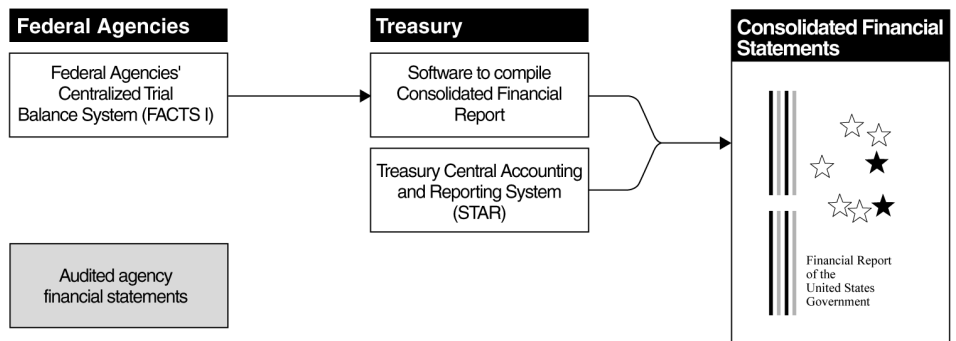 Federal Agencies
Federal Agencies'
Centralized Trial
Balance System (FACTS I)
Audited agency
financial statements
Treasury
Software to compile
Consolidated Financial
Report
Treasury Central Accounting
and Reporting System
(STAR)
Consolidated Financial
Statements
Financial Report
of the
United States
Government